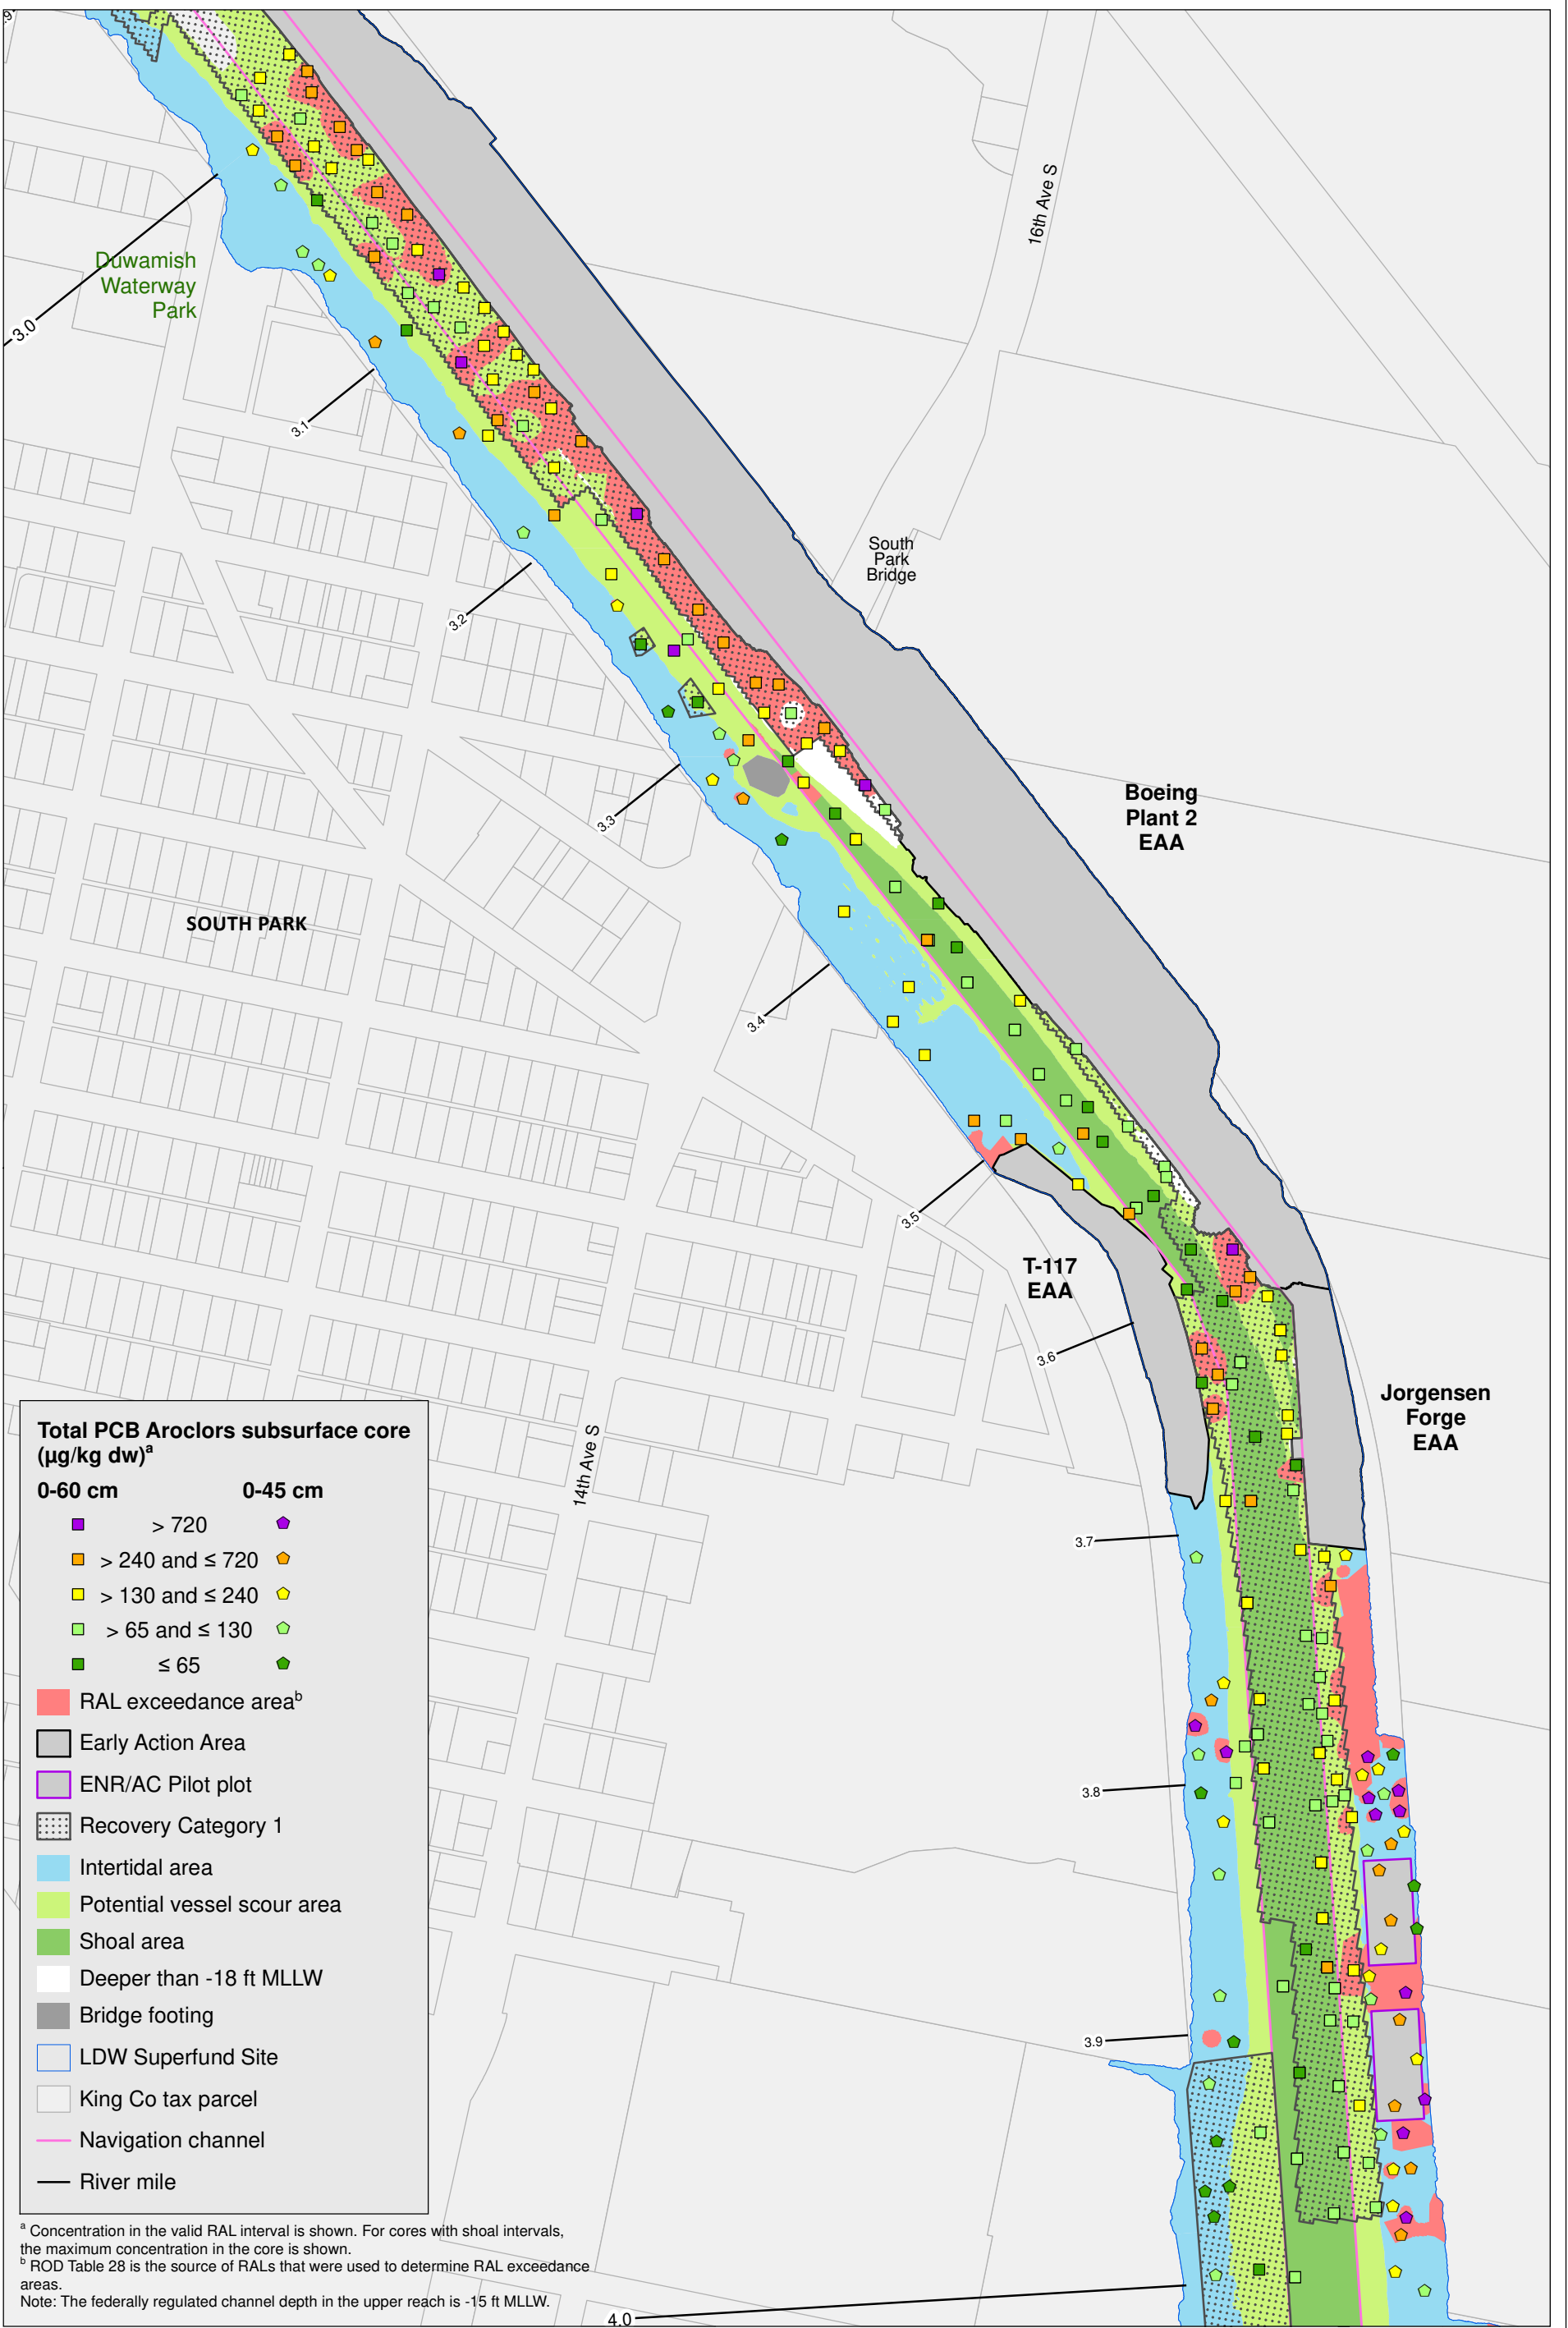 2.9
16th Ave S
Duwamish
Waterway
Park
3.0
3.1
South
Park
Bridge
3.2
Boeing
Plant 2
EAA
3.3
SOUTH PARK
3.4
3.5
T-117
EAA
3.6
Jorgensen
Forge
EAA
14th Ave S
3.7
3.8
3.9
4.0
Total PCB Aroclors subsurface core
(µg/kg dw)a
0-60 cm 0-45 cm
> 720
> 240 and ≤ 720
> 130 and ≤ 240
> 65 and ≤ 130
≤ 65
RAL exceedance areab
Early Action Area
ENR/AC Pilot plot
Recovery Category 1
Intertidal area
Potential vessel scour area
Shoal area
Deeper than -18 ft MLLW
Bridge footing
LDW Superfund Site
King Co tax parcel
Navigation channel
River mile
a Concentration in the valid RAL interval is shown. For cores with shoal intervals,
the maximum concentration in the core is shown.
b ROD Table 28 is the source of RALs that were used to determine RAL exceedance
areas.
Note: The federally regulated channel depth in the upper reach is -15 ft MLLW.